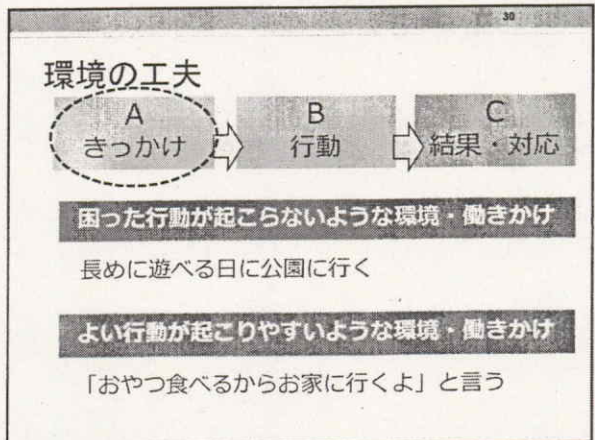 30
環境の工夫
A B C
きっかけ 行動 結果・対応
困った行動が起こらないような環境・働きかけ
長めに遊べる日に公園に行く
よい行動が起こりやすいような環境・働きかけ
「おやつ食べるからお家に行くよ」と言う